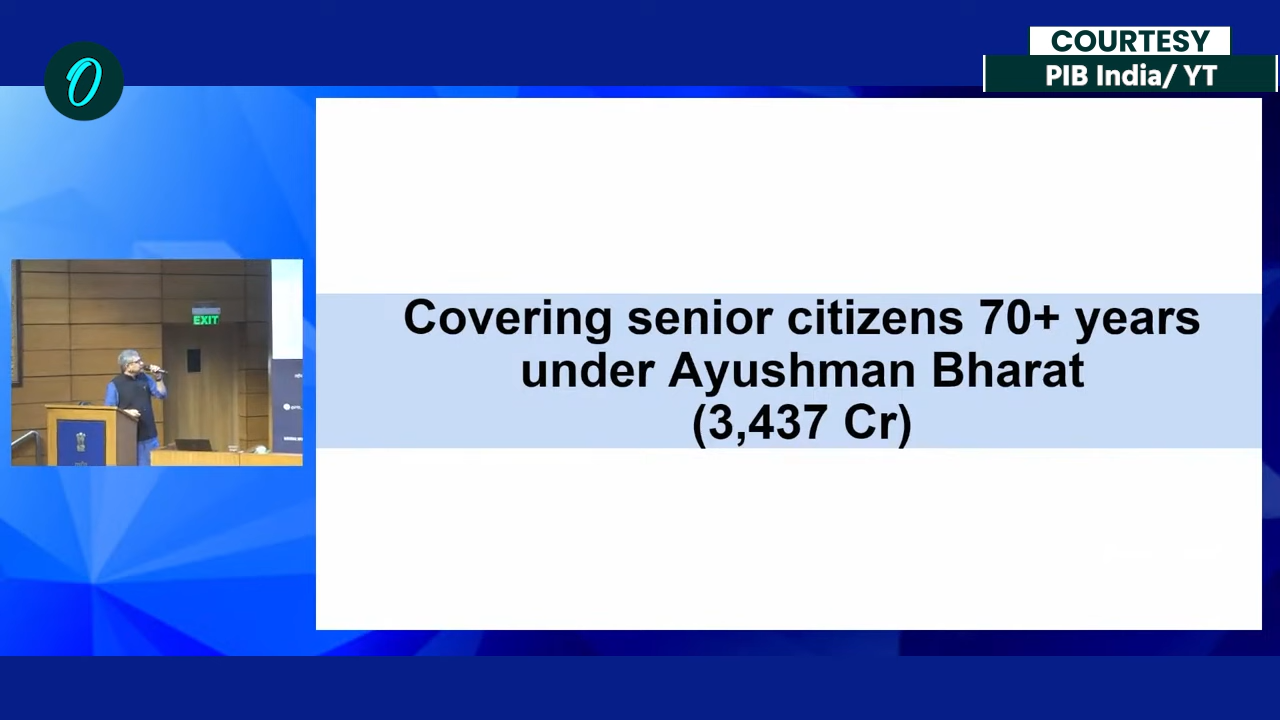 COURTESY
PIB India/ YT
Covering senior citizens 70+ years
under Ayushman Bharat
(3,437 Cr)
EXIT